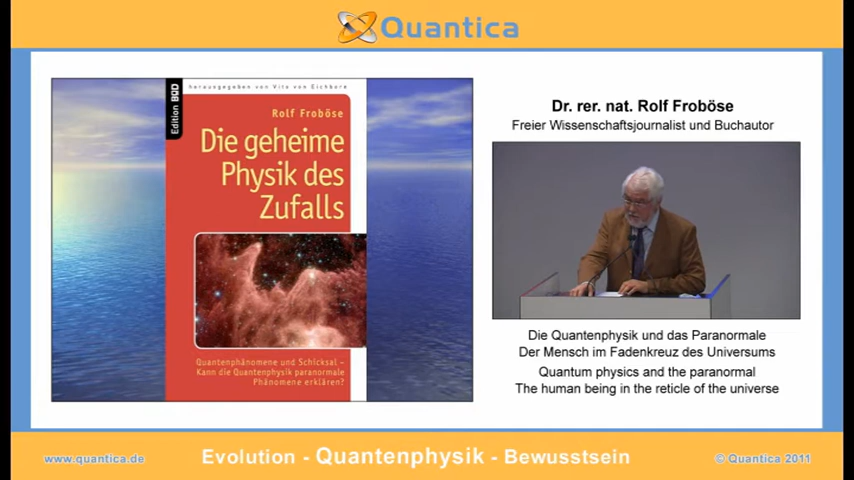 Quantica
herausgegeben von Vito von Eichborn
Edition BOD
Rolf Froböse
Die geheime
Physik des
Zufalls
Quantenphänomene und Schicksal –
Kann die Quantenphysik paranormale
Phänomene erklären?
Dr. rer. nat. Rolf Froböse
Freier Wissenschaftsjournalist und Buchautor
Die Quantenphysik und das Paranormale
Der Mensch im Fadenkreuz des Universums
Quantum physics and the paranormal
The human being in the reticle of the universe
www.quantica.de
Evolution - Quantenphysik - Bewusstsein
© Quantica 2011